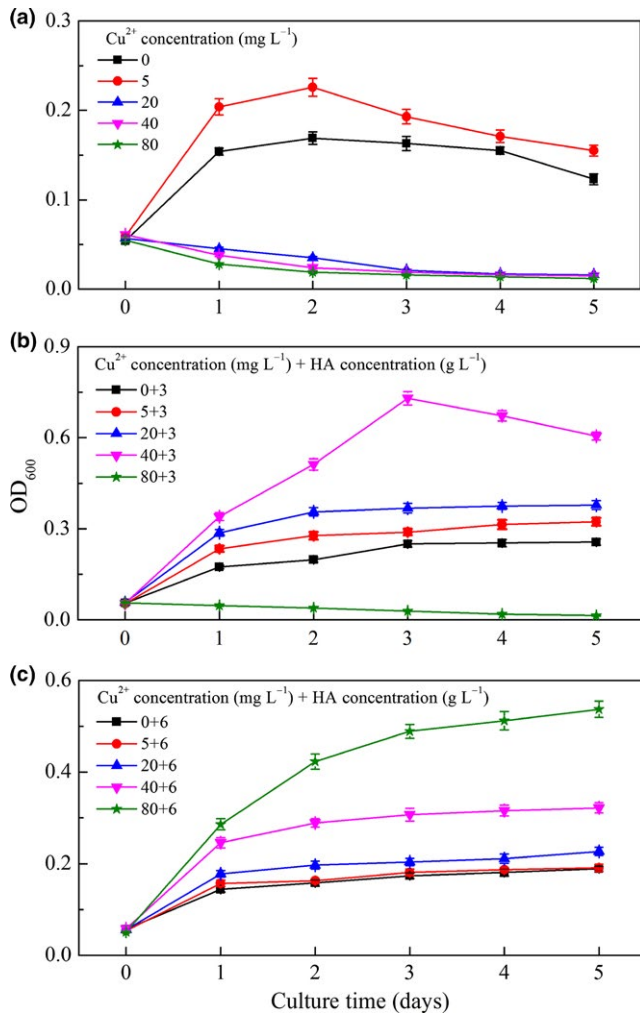 (a)
0.3
0.2
0.1
0.0
Cu²⁺ concentration (mg L⁻¹)
0
5
20
40
80
0 1 2 3 4 5
(b)
0.9
0.6
0.3
0.0
Cu²⁺ concentration (mg L⁻¹) + HA concentration (g L⁻¹)
0+3
5+3
20+3
40+3
80+3
OD₆₀₀
0 1 2 3 4 5
(c)
0.6
0.4
0.2
0.0
Cu²⁺ concentration (mg L⁻¹) + HA concentration (g L⁻¹)
0+6
5+6
20+6
40+6
80+6
0 1 2 3 4 5
Culture time (days)